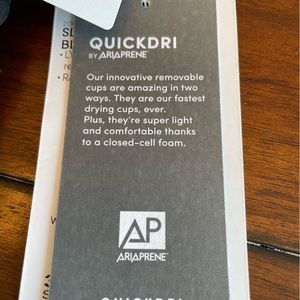 QUICKDRI
BY ARIAPRENE
Our innovative removable
cups are amazing in two
ways. They are our fastest
drying cups, ever.
Plus, they're super light
and comfortable thanks
to a closed-cell foam.
AP
ARIAPRENE
QUICKDRI